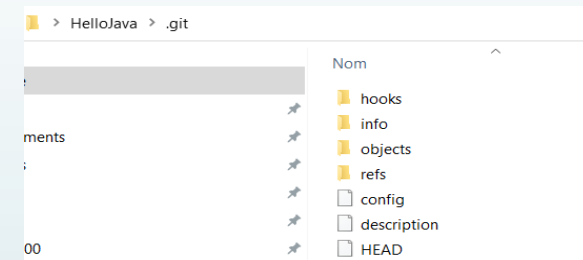 HelloJava > .git
Nom
hooks
info
ments
objects
s
refs
config
description
00
HEAD